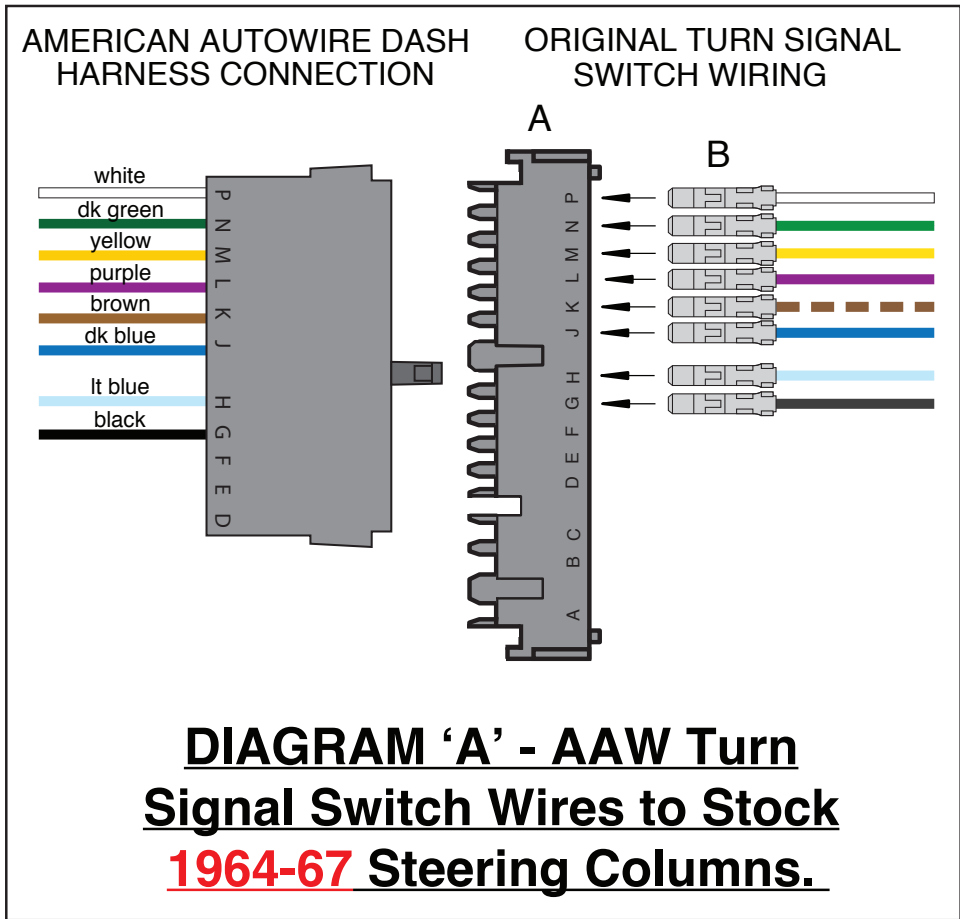 AMERICAN AUTOWIRE DASH
HARNESS CONNECTION
ORIGINAL TURN SIGNAL
SWITCH WIRING
A
B
white
dk green
yellow
purple
brown
dk blue
lt blue
black
P
N
M
L
K
J
H
G
F
E
D
P
N
M
L
K
J
H
G
F
E
D
C
B
A
DIAGRAM ‘A’ - AAW Turn
Signal Switch Wires to Stock
1964-67 Steering Columns.